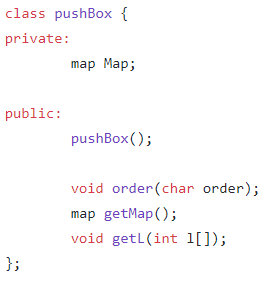 class pushBox {
private:
        map Map;

public:
        pushBox();

        void order(char order);
        map getMap();
        void getL(int l[]);
};